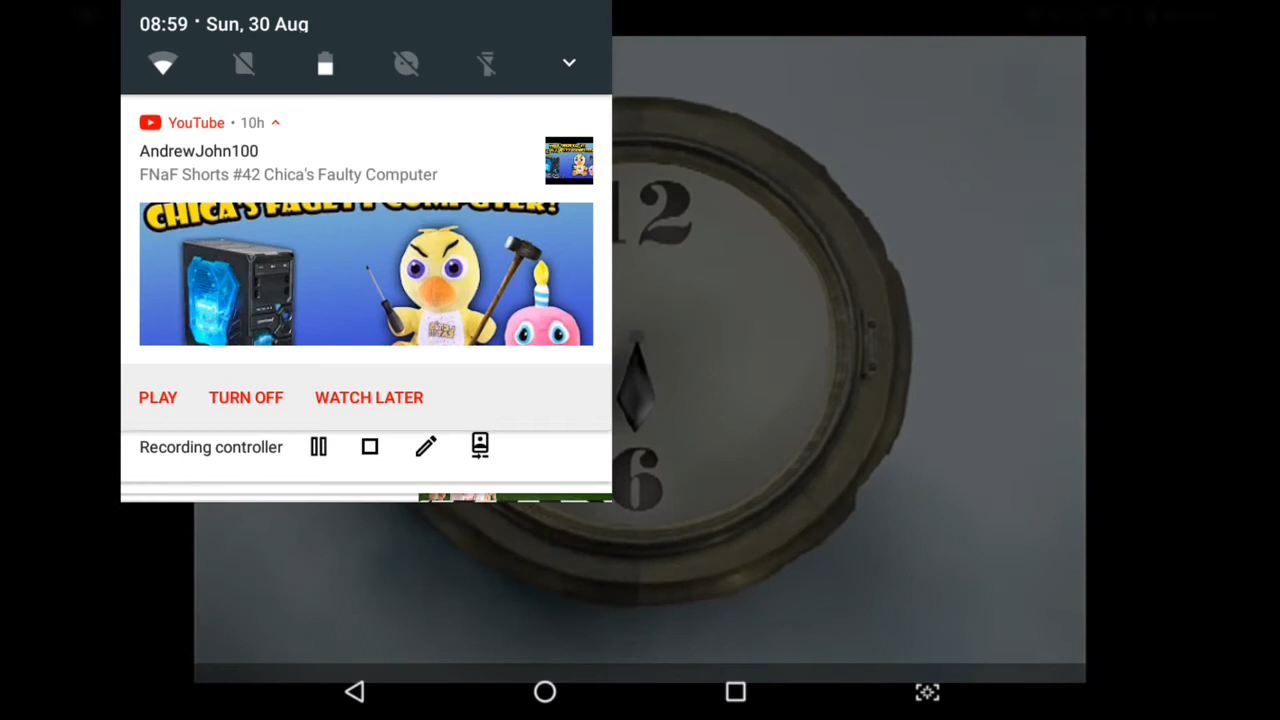 08:59 · Sun, 30 Aug
YouTube • 10h
AndrewJohn100
FNaF Shorts #42 Chica's Faulty Computer
CHICA'S FAULTY COMPUTER!
PLAY TURN OFF WATCH LATER
Recording controller
12
6